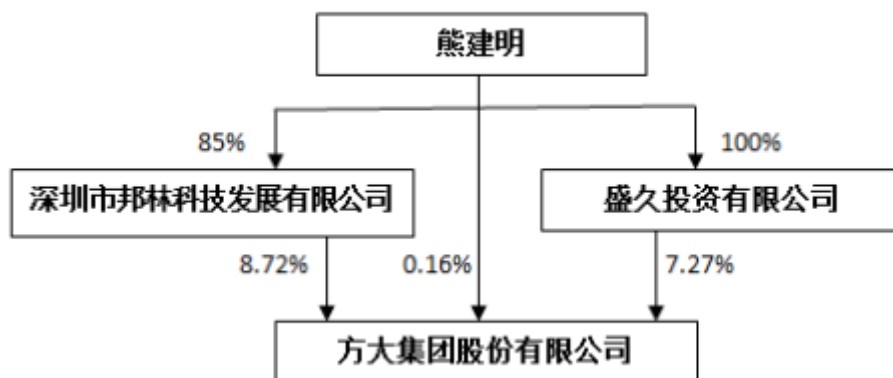 熊建明
85%
100%
深圳市邦林科技发展有限公司
盛久投资有限公司
8.72%
0.16%
7.27%
方大集团股份有限公司